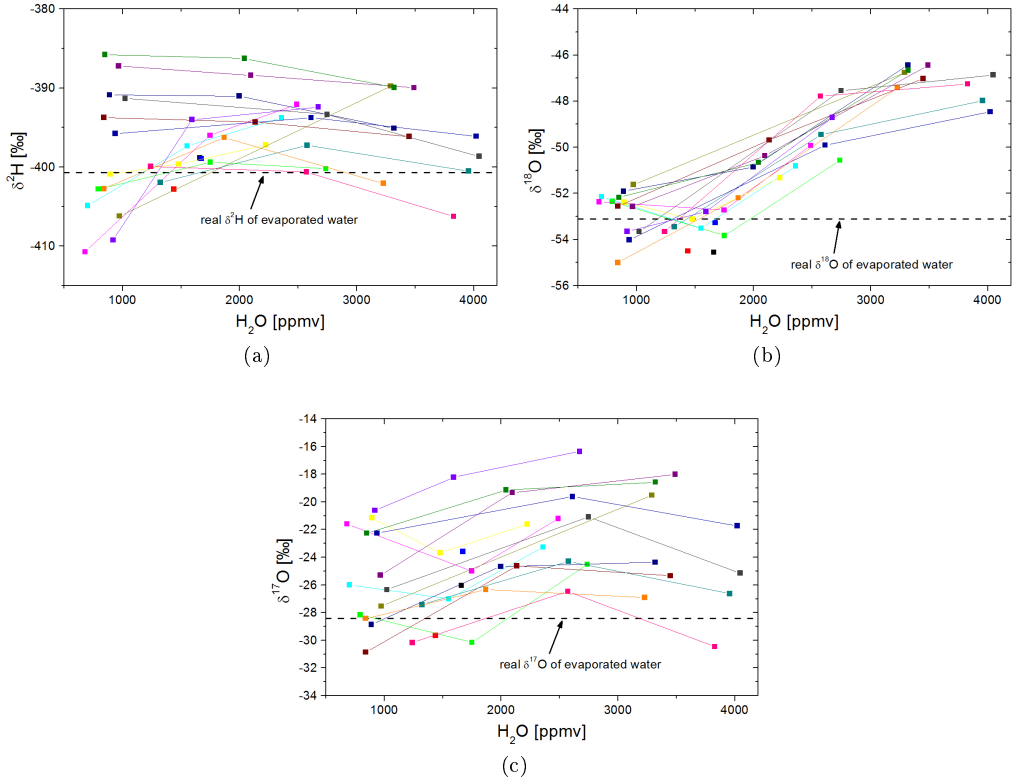 -380
-390
-400
-410
δ²H [‰]
real δ²H of evaporated water
1000 2000 3000 4000
H₂O [ppmv]
(a)
-44
-46
-48
-50
-52
-54
-56
δ¹⁸O [‰]
real δ¹⁸O of evaporated water
1000 2000 3000 4000
H₂O [ppmv]
(b)
-14
-16
-18
-20
-22
-24
-26
-28
-30
-32
-34
δ¹⁷O [‰]
real δ¹⁷O of evaporated water
1000 2000 3000 4000
H₂O [ppmv]
(c)